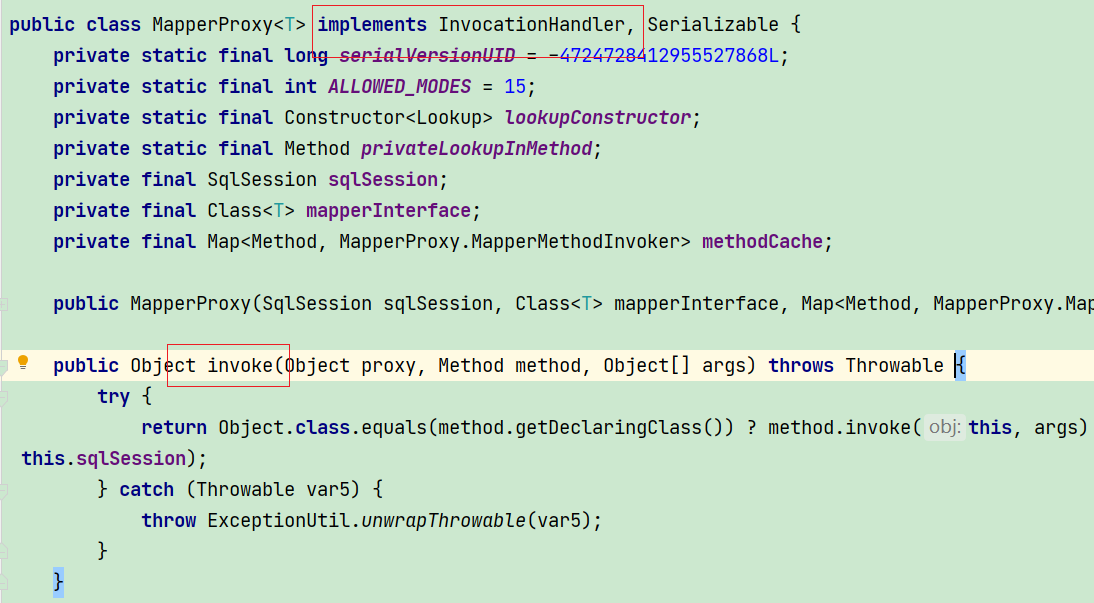 public class MapperProxy<T> implements InvocationHandler, Serializable {
private static final long serialVersionUID = -4724728412955527868L;
private static final int ALLOWED_MODES = 15;
private static final Constructor<Lookup> lookupConstructor;
private static final Method privateLookupInMethod;
private final SqlSession sqlSession;
private final Class<T> mapperInterface;
private final Map<Method, MapperProxy.MapperMethodInvoker> methodCache;
public MapperProxy(SqlSession sqlSession, Class<T> mapperInterface, Map<Method, MapperProxy.Map
public Object invoke(Object proxy, Method method, Object[] args) throws Throwable {
try {
return Object.class.equals(method.getDeclaringClass()) ? method.invoke( obj: this, args)
this.sqlSession);
} catch (Throwable var5) {
throw ExceptionUtil.unwrapThrowable(var5);
}
}